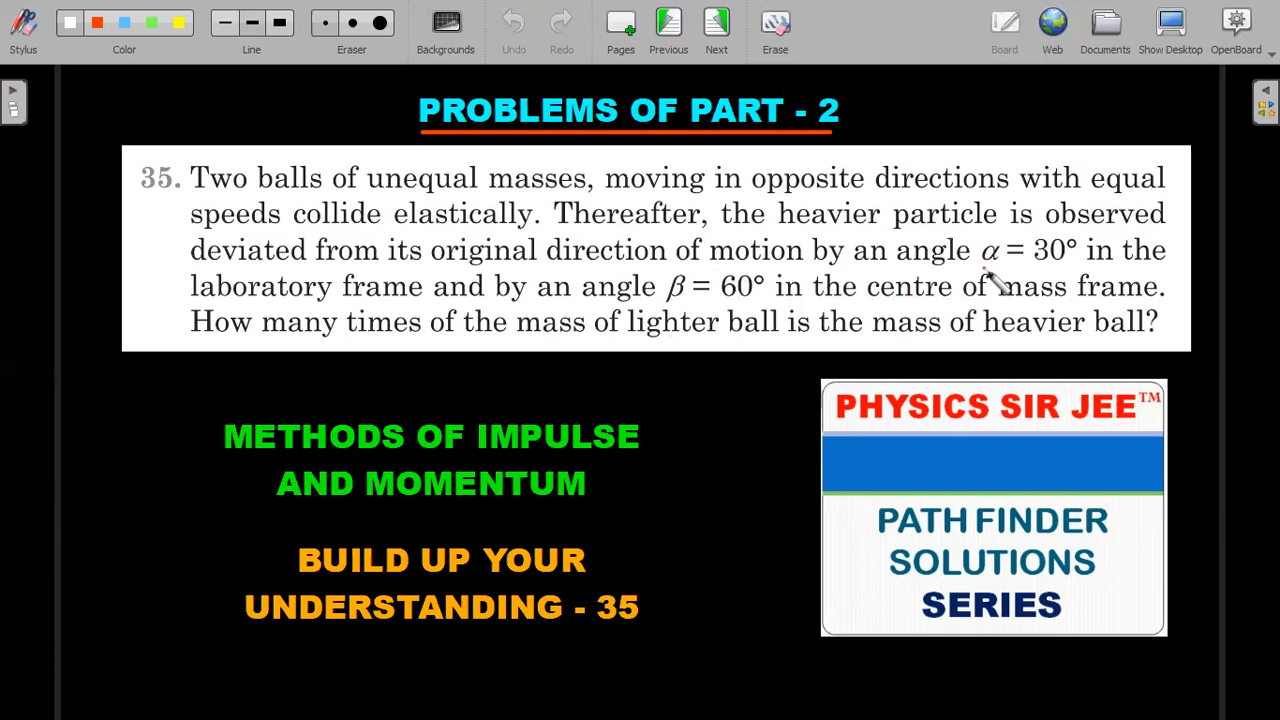 Stylus
Color
Line
Eraser
Backgrounds
Undo
Redo
Pages
Previous
Next
Erase
Board
Web
Documents
Show Desktop
OpenBoard
PROBLEMS OF PART - 2
35. Two balls of unequal masses, moving in opposite directions with equal
speeds collide elastically. Thereafter, the heavier particle is observed
deviated from its original direction of motion by an angle α = 30° in the
laboratory frame and by an angle β = 60° in the centre of mass frame.
How many times of the mass of lighter ball is the mass of heavier ball?
METHODS OF IMPULSE
AND MOMENTUM
BUILD UP YOUR
UNDERSTANDING - 35
PHYSICS SIR JEE™
PATH FINDER
SOLUTIONS
SERIES